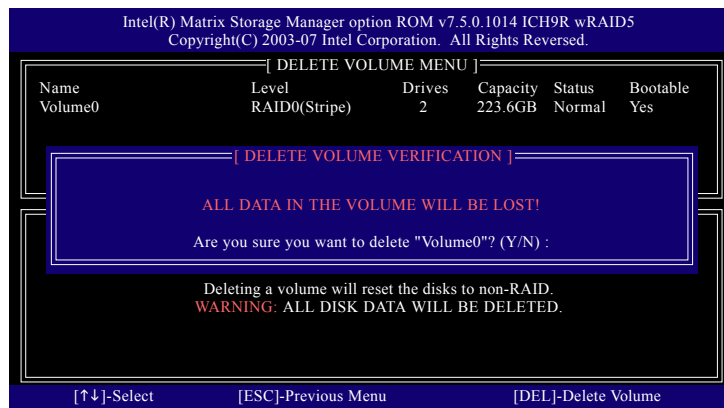 Intel(R) Matrix Storage Manager option ROM v7.5.0.1014 ICH9R wRAID5
Copyright(C) 2003-07 Intel Corporation. All Rights Reversed.
[ DELETE VOLUME MENU ]
Name Level Drives Capacity Status Bootable
Volume0 RAID0(Stripe) 2 223.6GB Normal Yes
[ DELETE VOLUME VERIFICATION ]
ALL DATA IN THE VOLUME WILL BE LOST!
Are you sure you want to delete "Volume0"? (Y/N) :
Deleting a volume will reset the disks to non-RAID.
WARNING: ALL DISK DATA WILL BE DELETED.
[↑↓]-Select [ESC]-Previous Menu [DEL]-Delete Volume